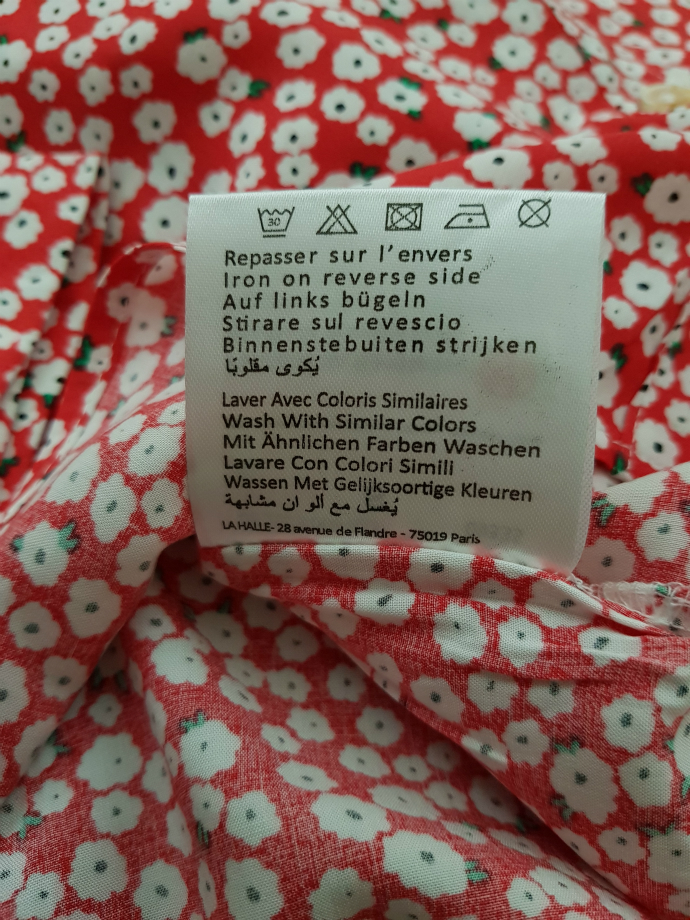 30
Repasser sur l'envers
Iron on reverse side
Auf links bügeln
Stirare sul revescio
Binnenstebuiten strijken
يُكوى مقلوبًا
Laver Avec Coloris Similaires
Wash With Similar Colors
Mit Ähnlichen Farben Waschen
Lavare Con Colori Simili
Wassen Met Gelijksoortige Kleuren
يُغسل مع ألوان مشابهة
LA HALLE- 28 avenue de Flandre - 75019 Paris